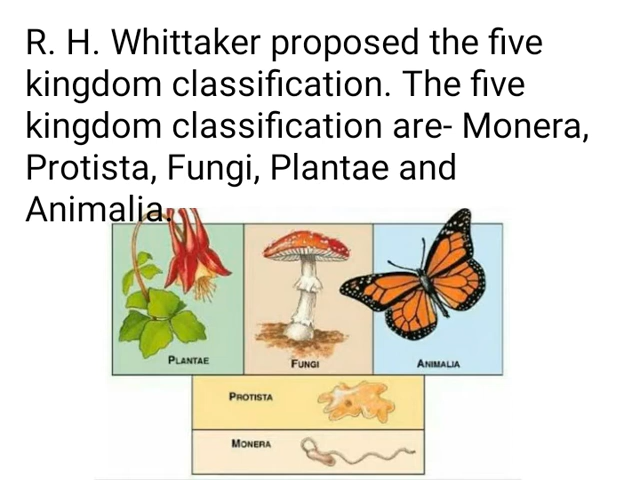 R. H. Whittaker proposed the five
kingdom classification. The five
kingdom classification are- Monera,
Protista, Fungi, Plantae and
Animalia.
PLANTAE
FUNGI
ANIMALIA
PROTISTA
MONERA